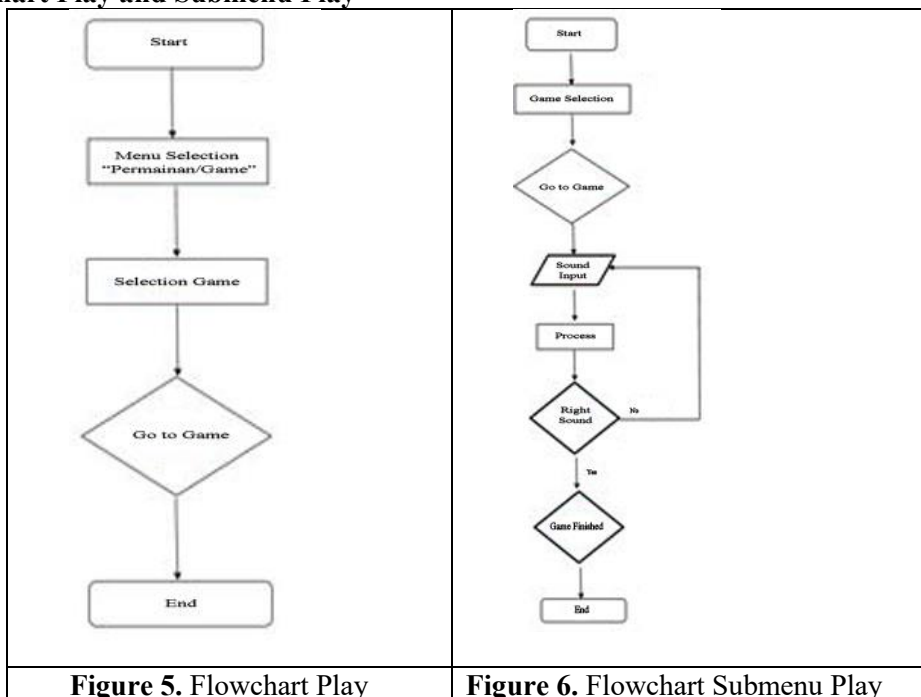 hart Play and Submenu Play
Start
Menu Selection
“Permainan/Game”
Selection Game
Go to Game
End
Start
Game Selection
Go to Game
Sound
Input
Process
Right
Sound
No
Yes
Game Finished
End
Figure 5. Flowchart Play
Figure 6. Flowchart Submenu Play